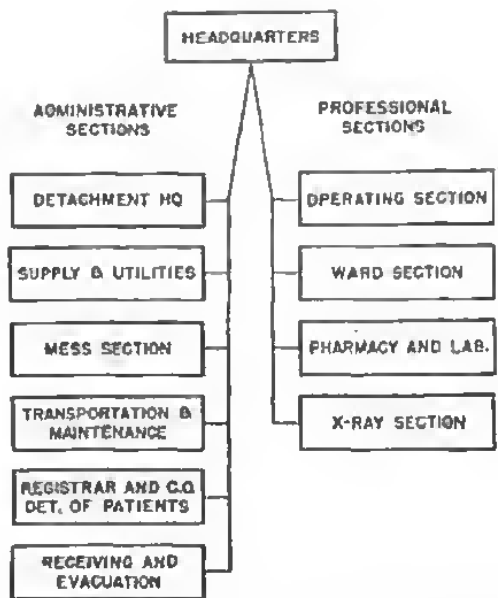 HEADQUARTERS
ADMINISTRATIVE
SECTIONS
PROFESSIONAL
SECTIONS
DETACHMENT HQ
SUPPLY & UTILITIES
MESS SECTION
TRANSPORTATION &
MAINTENANCE
REGISTRAR AND C.O.
DET. OF PATIENTS
RECEIVING AND
EVACUATION
OPERATING SECTION
WARD SECTION
PHARMACY AND LAB.
X-RAY SECTION